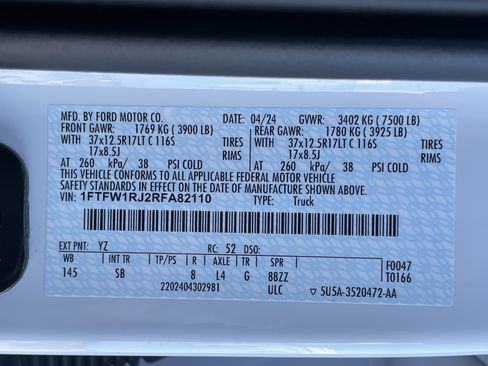 MFD. BY FORD MOTOR CO. DATE: 04/24 GVWR: 3402 KG ( 7500 LB)
FRONT GAWR: 1769 KG ( 3900 LB) REAR GAWR: 1780 KG ( 3925 LB)
WITH 37x12.5R17LT C 116S TIRES WITH 37x12.5R17LT C 116S TIRES
17x8.5J RIMS 17x8.5J RIMS
AT 260 kPa/ 38 PSI COLD AT 260 kPa/ 38 PSI COLD
THIS VEHICLE CONFORMS TO ALL APPLICABLE FEDERAL MOTOR VEHICLE
SAFETY STANDARDS IN EFFECT ON THE DATE OF MANUFACTURE SHOWN ABOVE.
VIN: 1FTFW1RJ2RFA82110 TYPE: Truck
EXT PNT: YZ RC: 52 DSO: F0047
WB INT TR TP/PS R AXLE TR SPR T0166
145 SB 8 L4 G 88ZZ
2202404302981 ULC ▽ 5U5A-3520472-AA